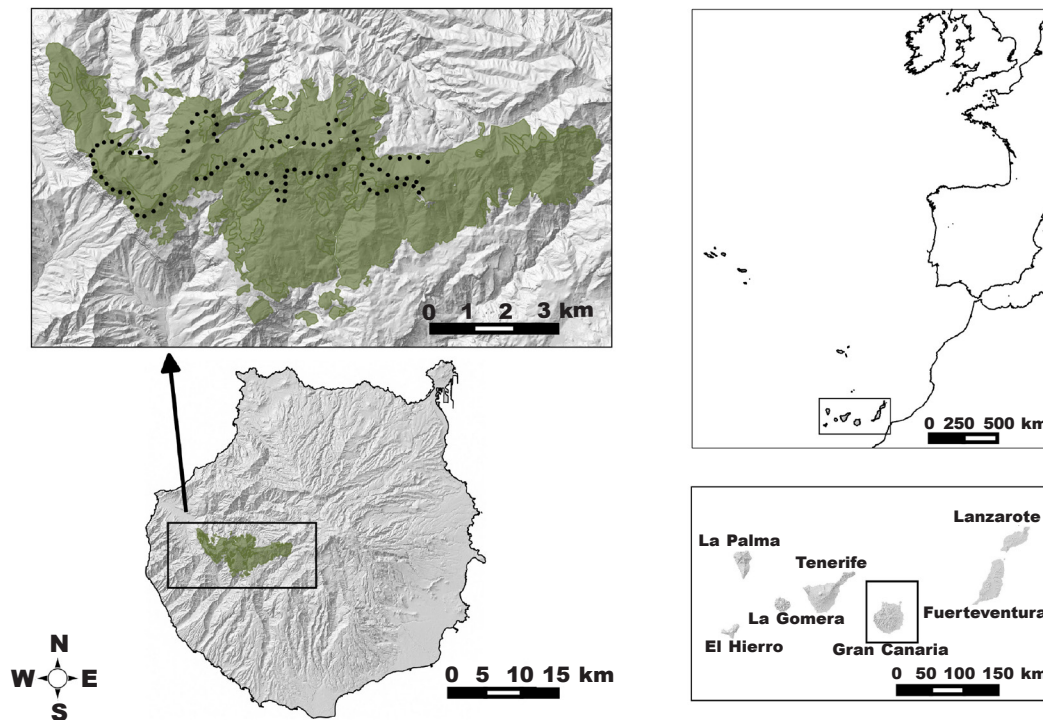 0 1 2 3 km
0 250 500 km
La Palma
Tenerife
Lanzarote
La Gomera
Fuerteventura
El Hierro
Gran Canaria
0 50 100 150 km
N
W E
S
0 5 10 15 km